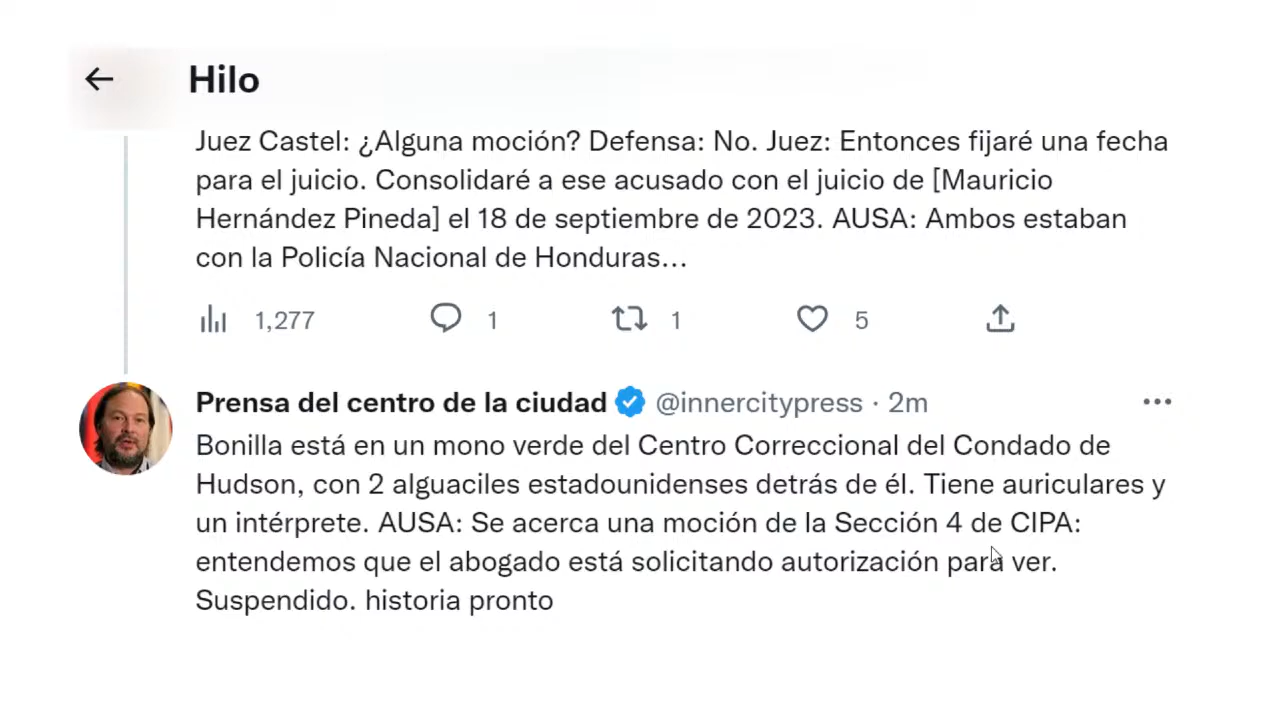 Hilo
Juez Castel: ¿Alguna moción? Defensa: No. Juez: Entonces fijaré una fecha
para el juicio. Consolidaré a ese acusado con el juicio de [Mauricio
Hernández Pineda] el 18 de septiembre de 2023. AUSA: Ambos estaban
con la Policía Nacional de Honduras...
1,277 1 1 5
Prensa del centro de la ciudad @innercitypress · 2m
Bonilla está en un mono verde del Centro Correccional del Condado de
Hudson, con 2 alguaciles estadounidenses detrás de él. Tiene auriculares y
un intérprete. AUSA: Se acerca una moción de la Sección 4 de CIPA:
entendemos que el abogado está solicitando autorización para ver.
Suspendido. historia pronto